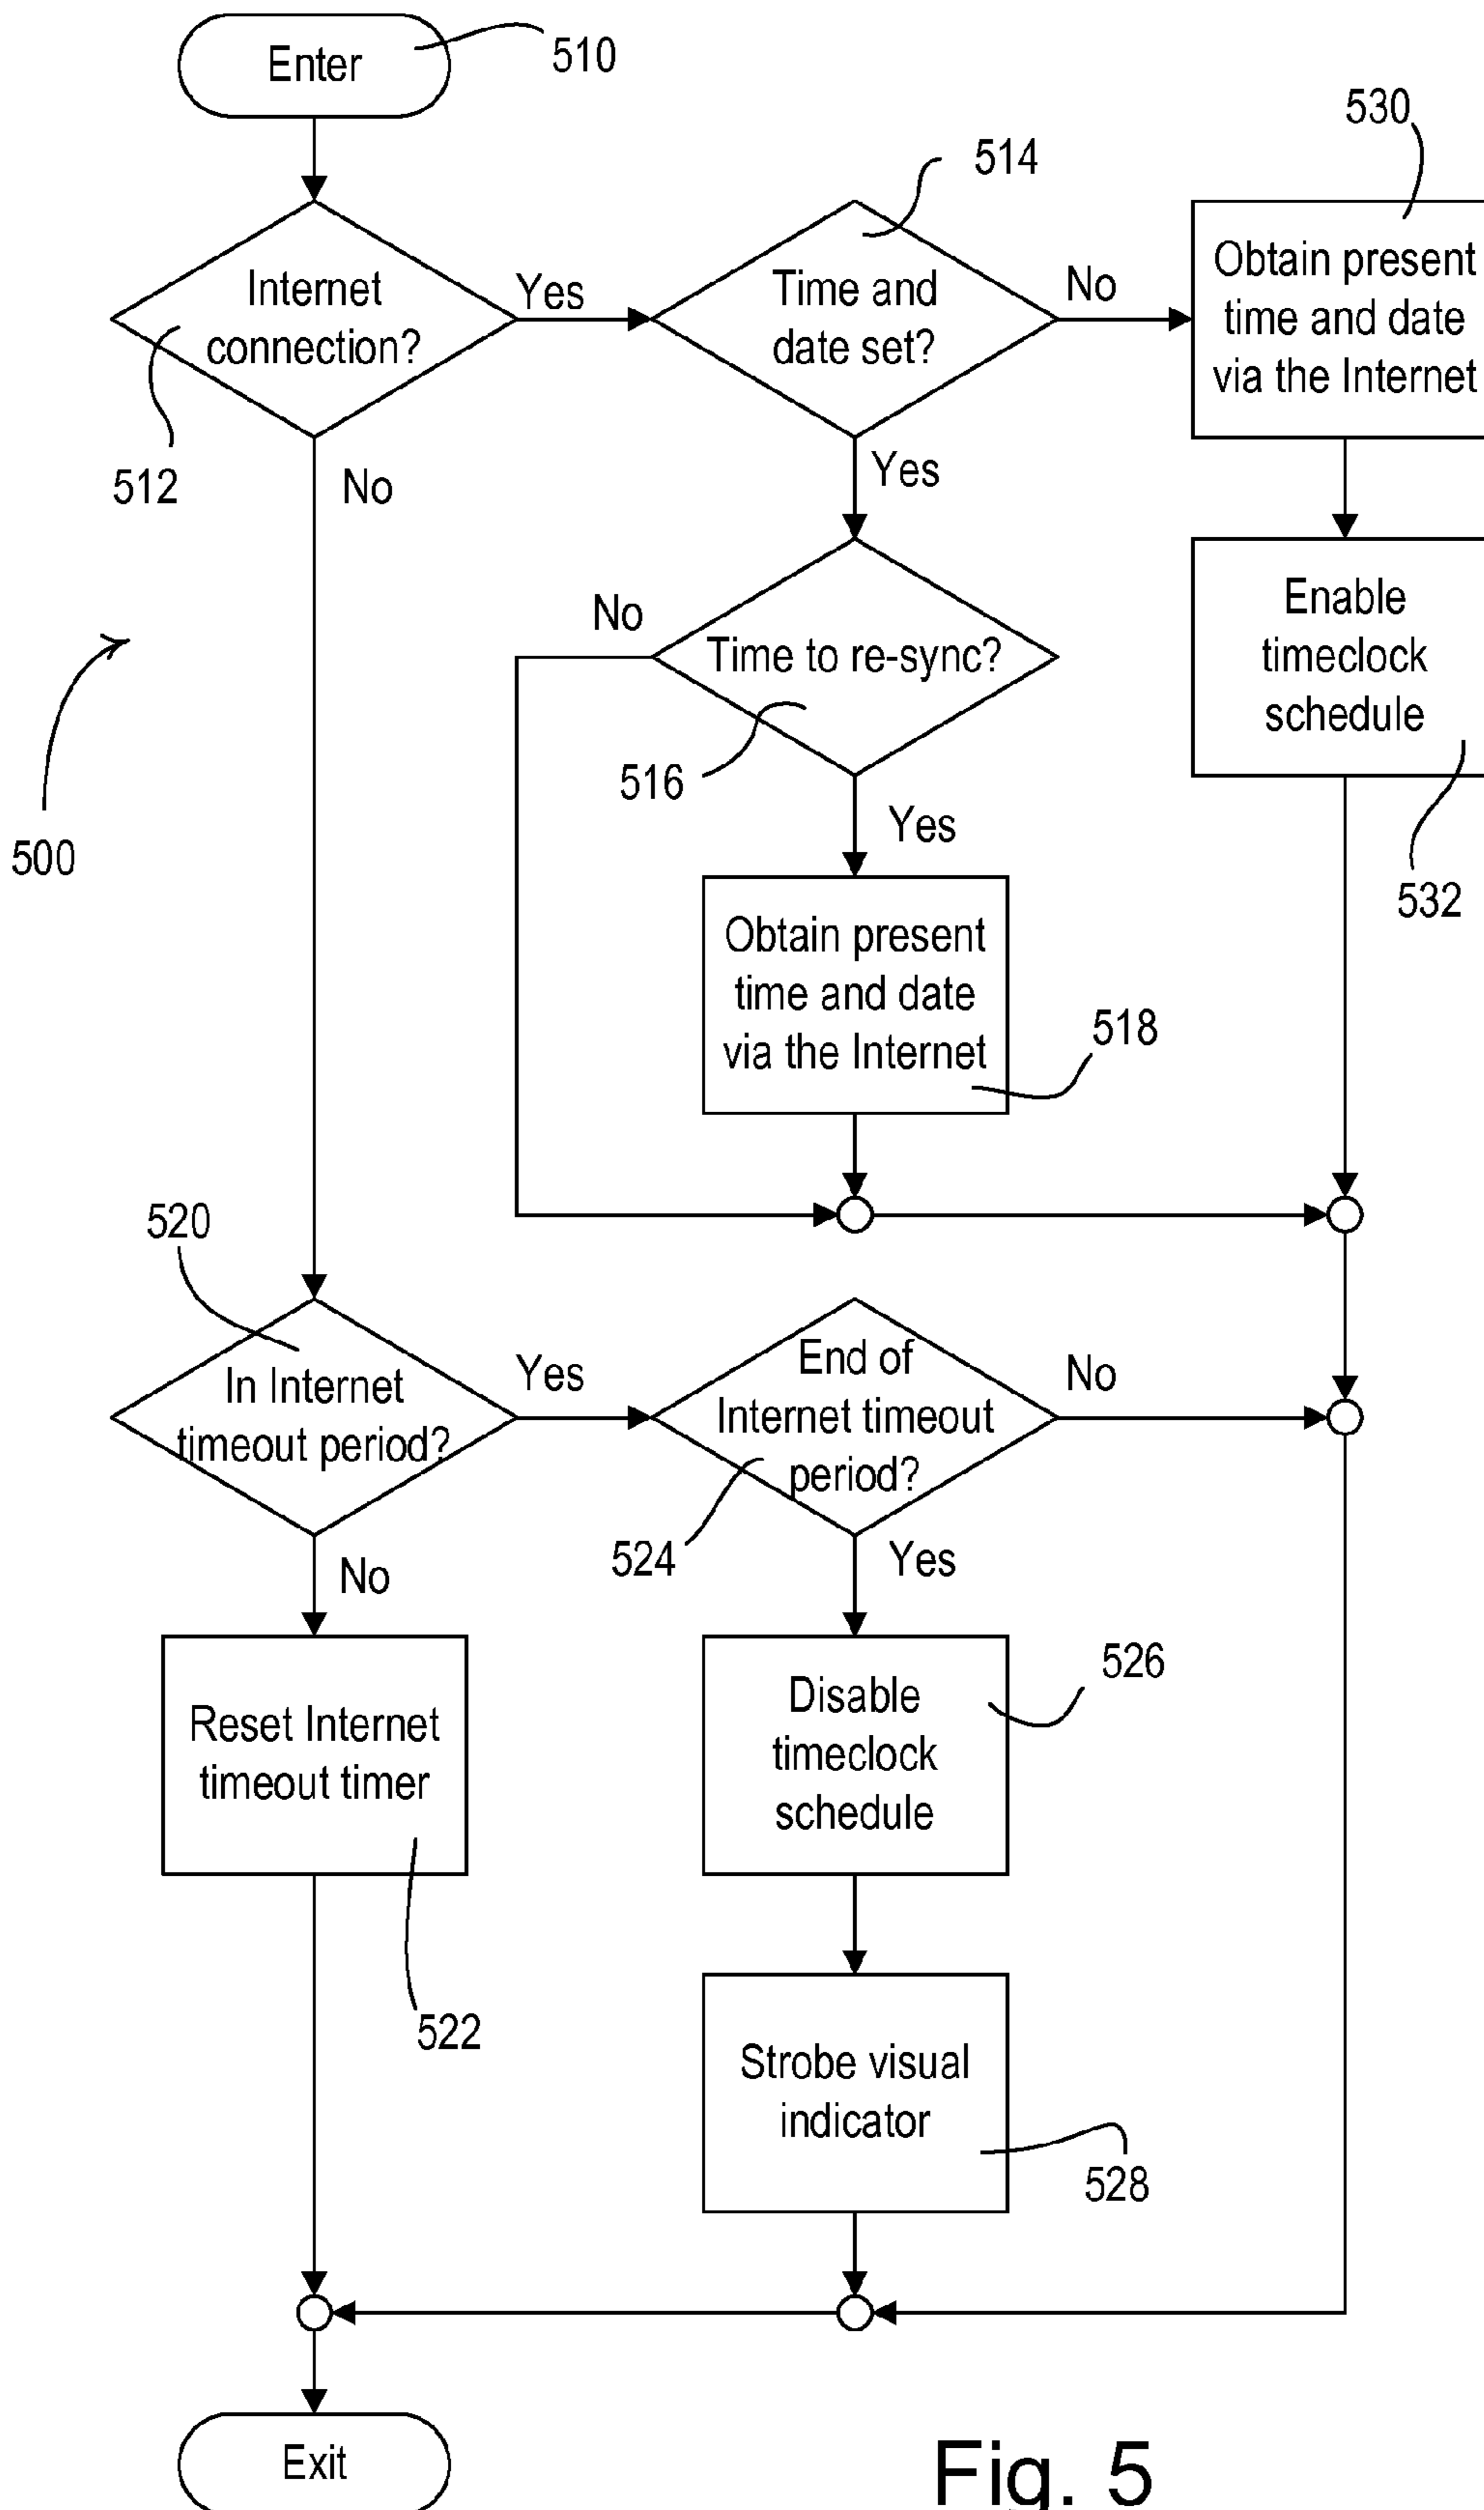 Enter
510
530
514
Internet
connection?
Yes
Time and
date set?
No
Obtain present
time and date
via the Internet
512
No
Yes
No
Time to re-sync?
Enable
timeclock
schedule
516
Yes
500
532
Obtain present
time and date
via the Internet
518
520
In Internet
timeout period?
Yes
End of
Internet timeout
period?
No
524
No
Yes
Reset Internet
timeout timer
Disable
timeclock
schedule
526
522
Strobe visual
indicator
528
Exit
Fig. 5